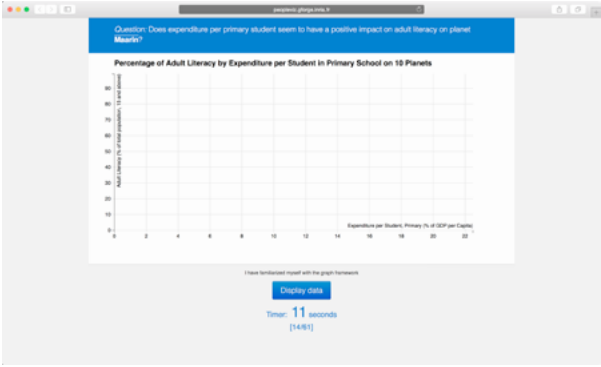 Question: Does expenditure per primary student seem to have a positive impact on adult literacy on planet
Maarin?
Percentage of Adult Literacy by Expenditure per Student in Primary School on 10 Planets
Adult Literacy (% of total population, 15 and above)
90
80
70
60
50
40
30
20
10
0
Expenditure per Student, Primary (% of GDP per Capita)
0 2 4 6 8 10 12 14 16 18 20 22
I have familiarized myself with the graph framework
Display data
Timer: 11 seconds
[14/81]